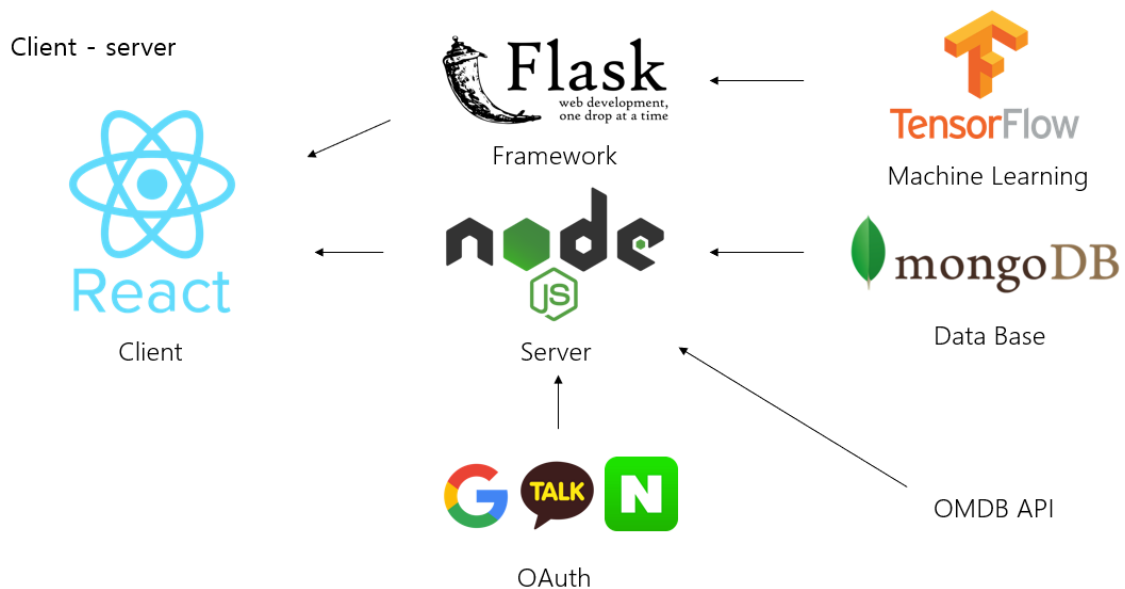 Client - server
Flask
web development,
one drop at a time
Framework
TensorFlow
Machine Learning
React
Client
node
JS
Server
mongoDB
Data Base
G
TALK
N
OAuth
OMDB API